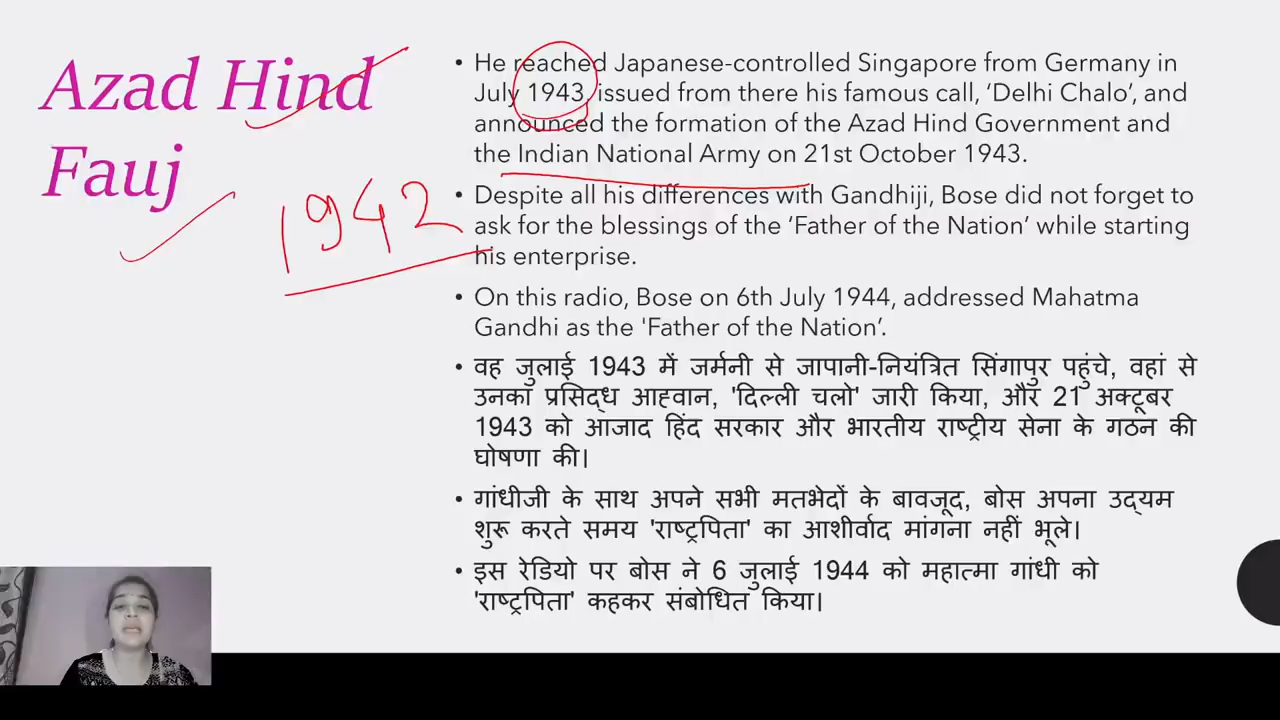 Azad Hind
Fauj
1942
• He reached Japanese-controlled Singapore from Germany in
July 1943, issued from there his famous call, ‘Delhi Chalo’, and
announced the formation of the Azad Hind Government and
the Indian National Army on 21st October 1943.
• Despite all his differences with Gandhiji, Bose did not forget to
ask for the blessings of the ‘Father of the Nation’ while starting
his enterprise.
• On this radio, Bose on 6th July 1944, addressed Mahatma
Gandhi as the 'Father of the Nation’.
• वह जुलाई 1943 में जर्मनी से जापानी-नियंत्रित सिंगापुर पहुंचे, वहां से
उनका प्रसिद्ध आह्वान, 'दिल्ली चलो' जारी किया, और 21 अक्टूबर
1943 को आजाद हिंद सरकार और भारतीय राष्ट्रीय सेना के गठन की
घोषणा की।
• गांधीजी के साथ अपने सभी मतभेदों के बावजूद, बोस अपना उद्यम
शुरू करते समय 'राष्ट्रपिता' का आशीर्वाद मांगना नहीं भूले।
• इस रेडियो पर बोस ने 6 जुलाई 1944 को महात्मा गांधी को
'राष्ट्रपिता' कहकर संबोधित किया।